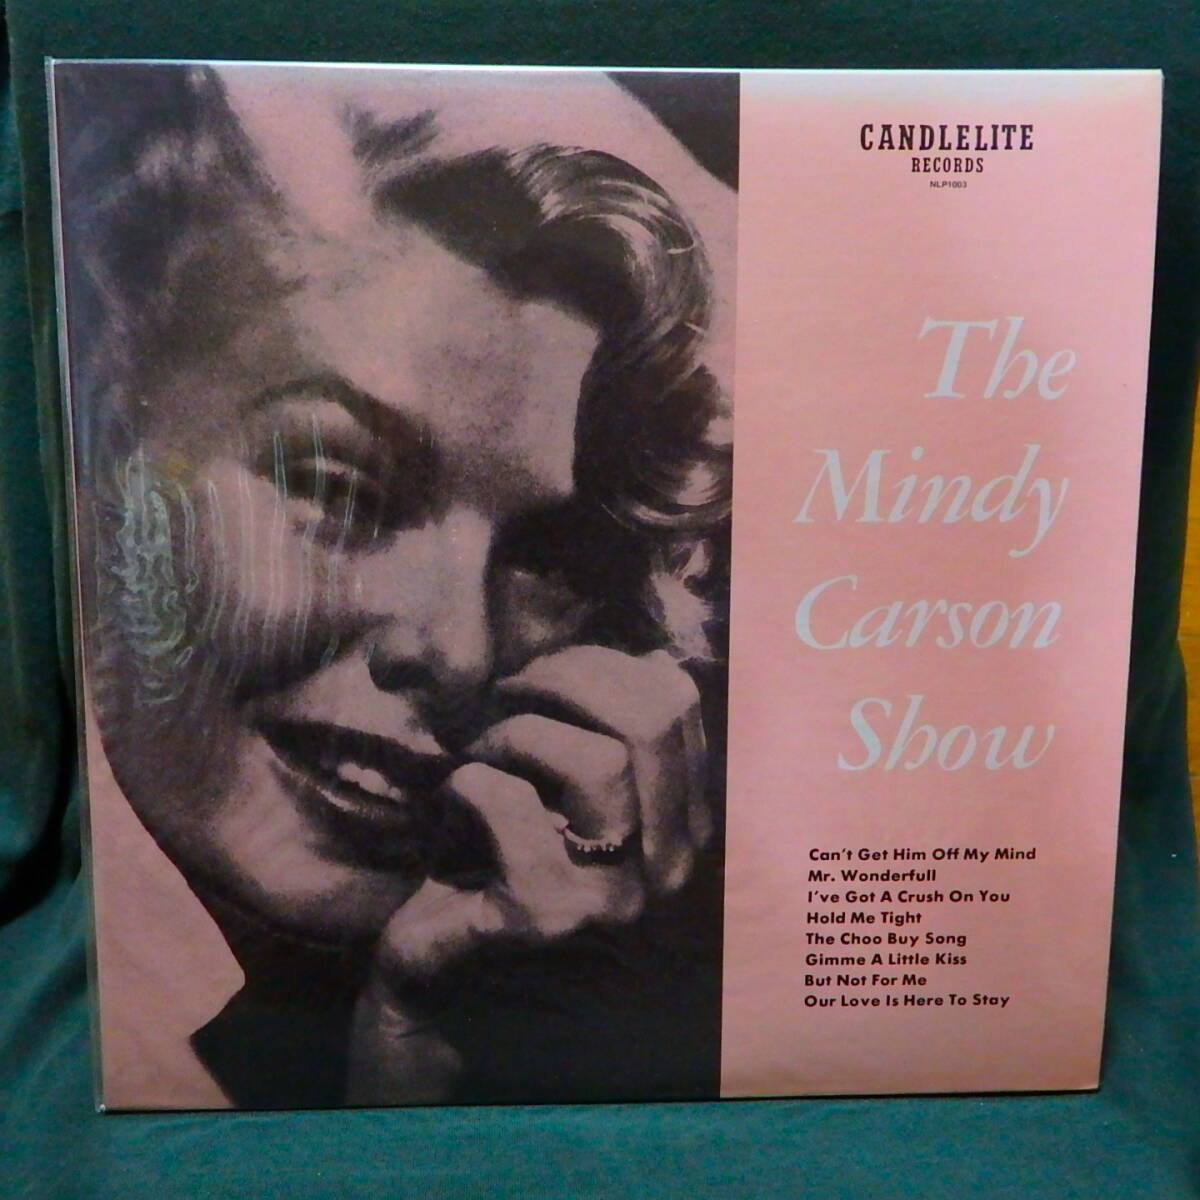 CANDLELITE
RECORDS
NLP1003
The
Mindy
Carson
Show
Can't Get Him Off My Mind
Mr. Wonderfull
I've Got A Crush On You
Hold Me Tight
The Choo Buy Song
Gimme A Little Kiss
But Not For Me
Our Love Is Here To Stay